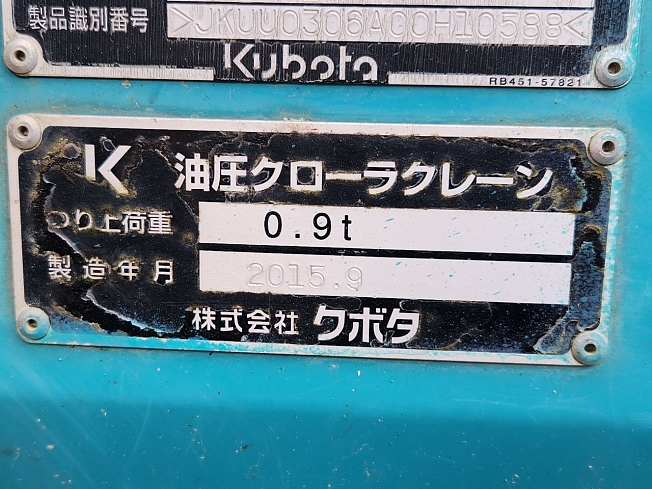 製品識別番号 >JKUU0306A00H10588<
Kubota
RB451-57821
K 油圧クローラクレーン
つり上荷重 0.9t
製造年月 2015.9
株式会社 クボタ